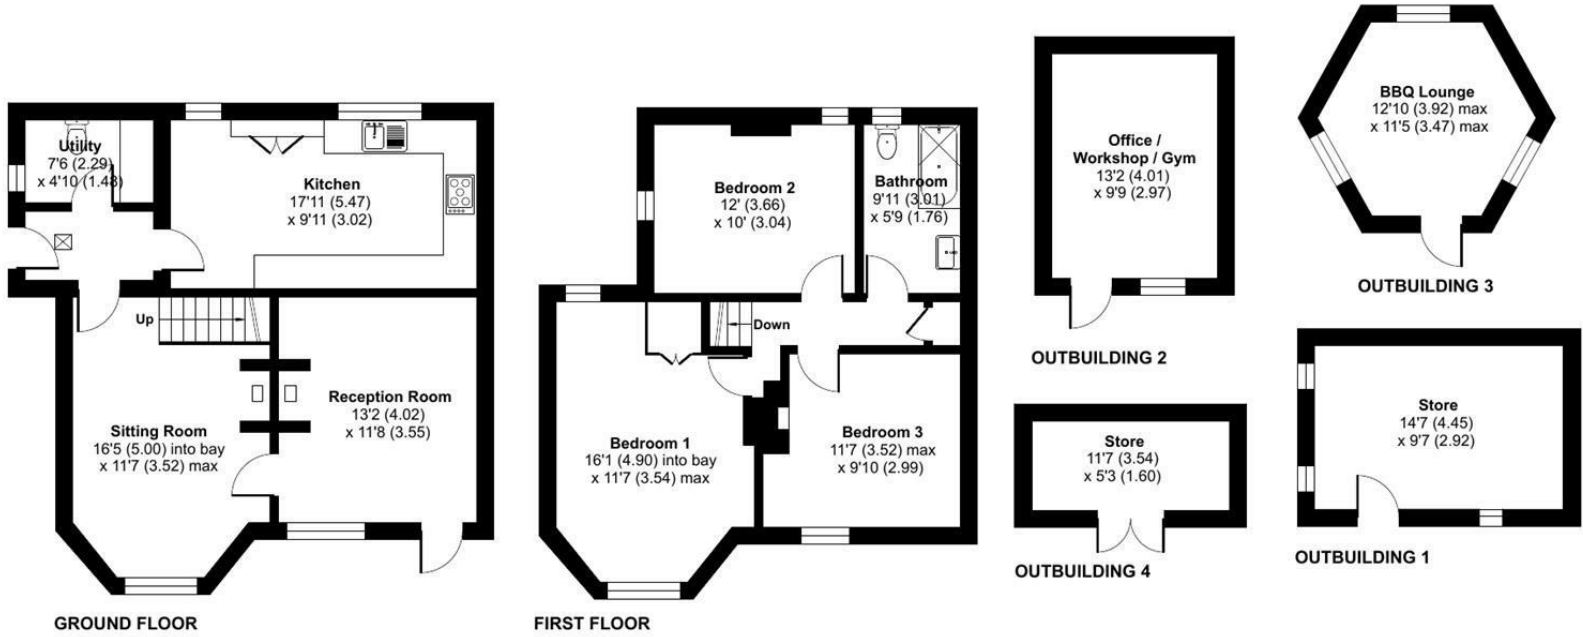 Utility
7'6 (2.29)
x 4'10 (1.48)
Kitchen
17'11 (5.47)
x 9'11 (3.02)
Up
Sitting Room
16'5 (5.00) into bay
x 11'7 (3.52) max
Reception Room
13'2 (4.02)
x 11'8 (3.55)
GROUND FLOOR
Bedroom 2
12' (3.66)
x 10' (3.04)
Bathroom
9'11 (3.01)
x 5'9 (1.76)
Down
Bedroom 1
16'1 (4.90) into bay
x 11'7 (3.54) max
Bedroom 3
11'7 (3.52) max
x 9'10 (2.99)
FIRST FLOOR
Office /
Workshop / Gym
13'2 (4.01)
x 9'9 (2.97)
OUTBUILDING 2
BBQ Lounge
12'10 (3.92) max
x 11'5 (3.47) max
OUTBUILDING 3
Store
11'7 (3.54)
x 5'3 (1.60)
OUTBUILDING 4
Store
14'7 (4.45)
x 9'7 (2.92)
OUTBUILDING 1